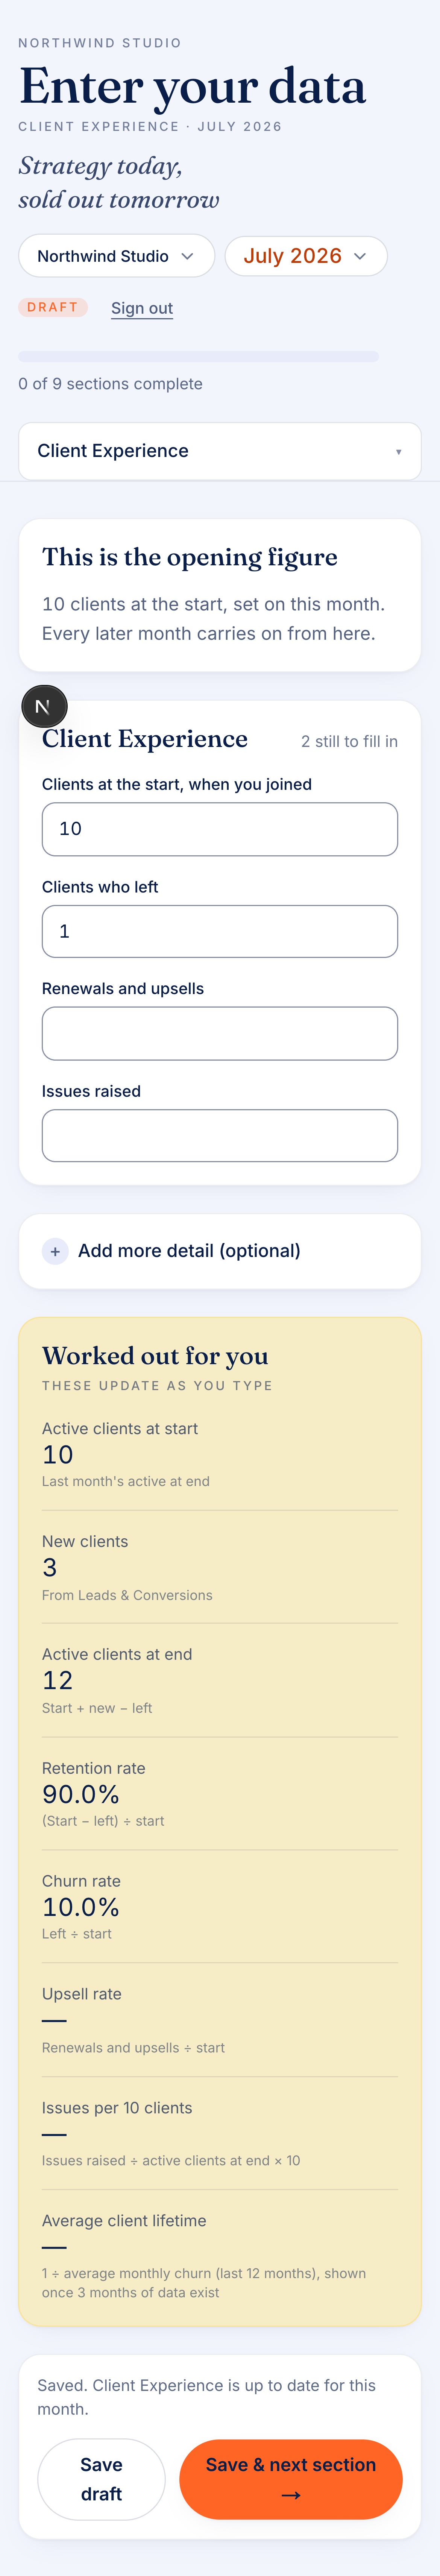 NORTHWIND STUDIO
Enter your data
CLIENT EXPERIENCE · JULY 2026
Strategy today,
sold out tomorrow
Northwind Studio
July 2026
DRAFT
Sign out
0 of 9 sections complete
Client Experience
This is the opening figure
10 clients at the start, set on this month.
Every later month carries on from here.
N
Client Experience
2 still to fill in
Clients at the start, when you joined
10
Clients who left
1
Renewals and upsells
Issues raised
+ Add more detail (optional)
Worked out for you
THESE UPDATE AS YOU TYPE
Active clients at start
10
Last month's active at end
New clients
3
From Leads & Conversions
Active clients at end
12
Start + new − left
Retention rate
90.0%
(Start − left) ÷ start
Churn rate
10.0%
Left ÷ start
Upsell rate
—
Renewals and upsells ÷ start
Issues per 10 clients
—
Issues raised ÷ active clients at end × 10
Average client lifetime
—
1 ÷ average monthly churn (last 12 months), shown
once 3 months of data exist
Saved. Client Experience is up to date for this
month.
Save
draft
Save & next section
→